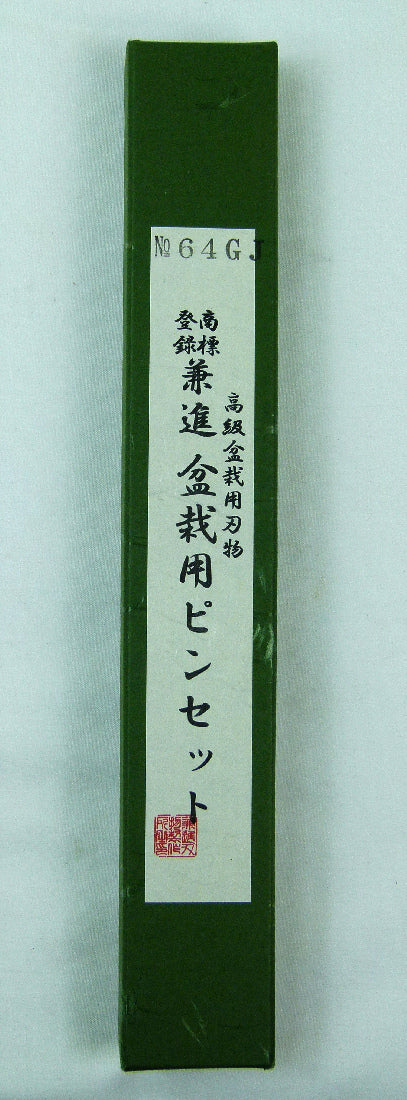 №64GJ
高級盆栽用刃物
商標
登録
兼進 盆栽用ピンセット